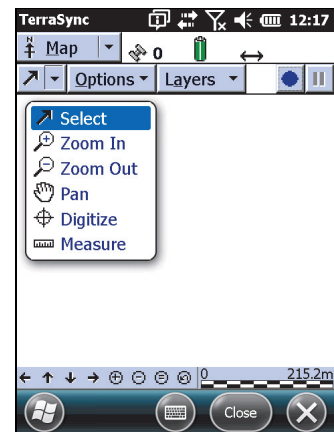 TerraSync 12:17
N Map 0
Options Layers
Select
Zoom In
Zoom Out
Pan
Digitize
Measure
0 215.2m
Close